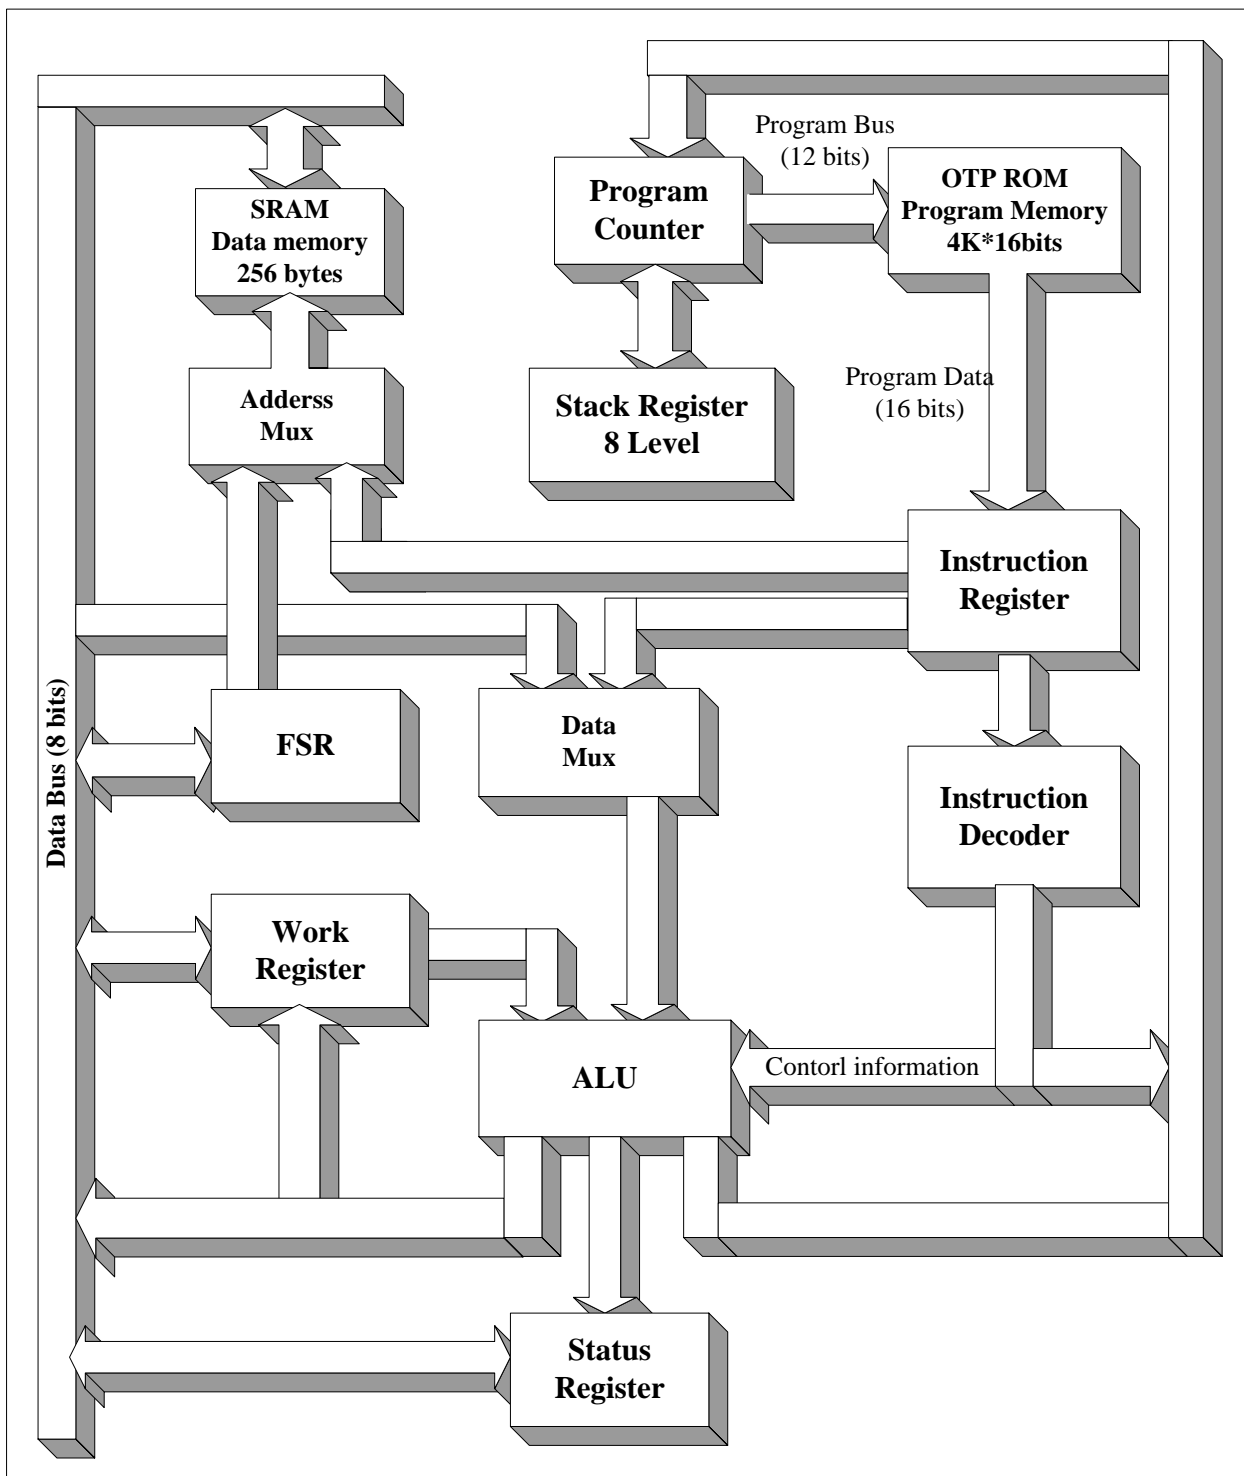 Program Bus
(12 bits)
SRAM
Data memory
256 bytes
Program
Counter
OTP ROM
Program Memory
4K*16bits
Adderss
Mux
Stack Register
8 Level
Program Data
(16 bits)
Instruction
Register
Data Bus (8 bits)
FSR
Data
Mux
Instruction
Decoder
Work
Register
ALU
Contorl information
Status
Register